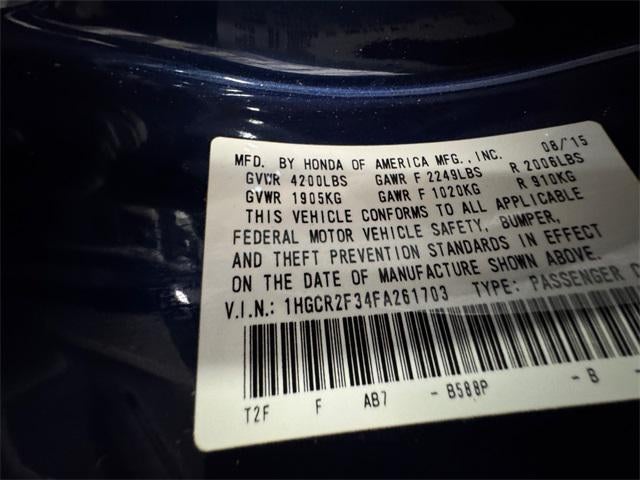 MFD. BY HONDA OF AMERICA MFG., INC. 08/'15
GVWR 4200LBS GAWR F 2249LBS R 2006LBS
GVWR 1905KG GAWR F 1020KG R 910KG
THIS VEHICLE CONFORMS TO ALL APPLICABLE
FEDERAL MOTOR VEHICLE SAFETY, BUMPER,
AND THEFT PREVENTION STANDARDS IN EFFECT
ON THE DATE OF MANUFACTURE SHOWN ABOVE.
V.I.N.: 1HGCR2F34FA261703 TYPE: PASSENGER
T2F F AB7 - B588P - B -